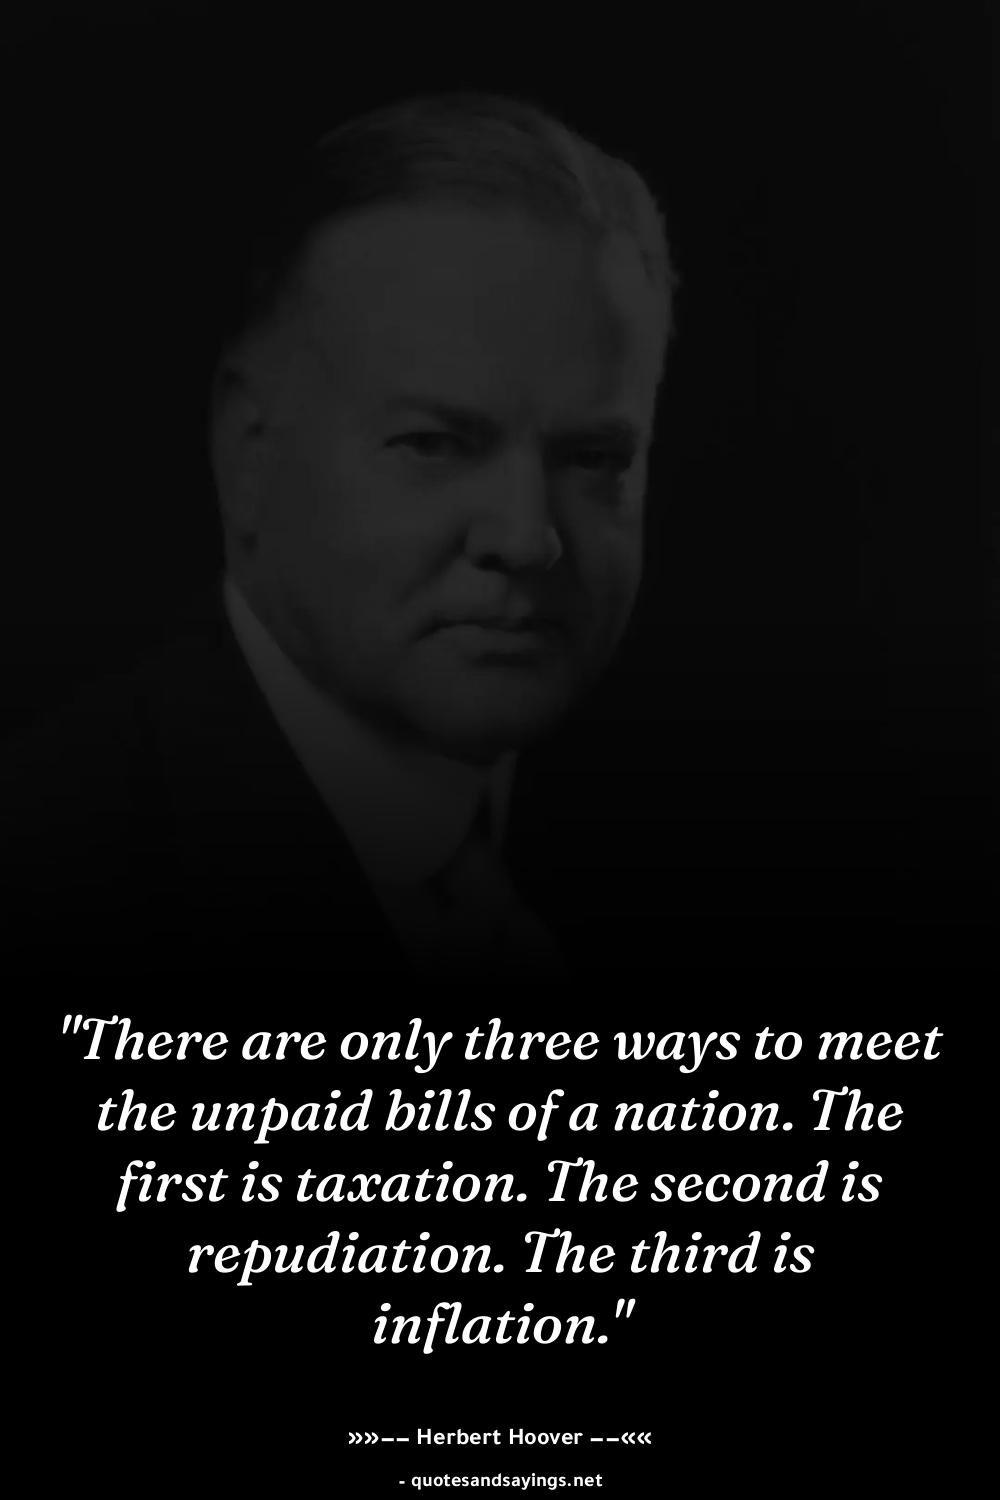 "There are only three ways to meet
the unpaid bills of a nation. The
first is taxation. The second is
repudiation. The third is
inflation."
»»–– Herbert Hoover ––««
- quotesandsayings.net